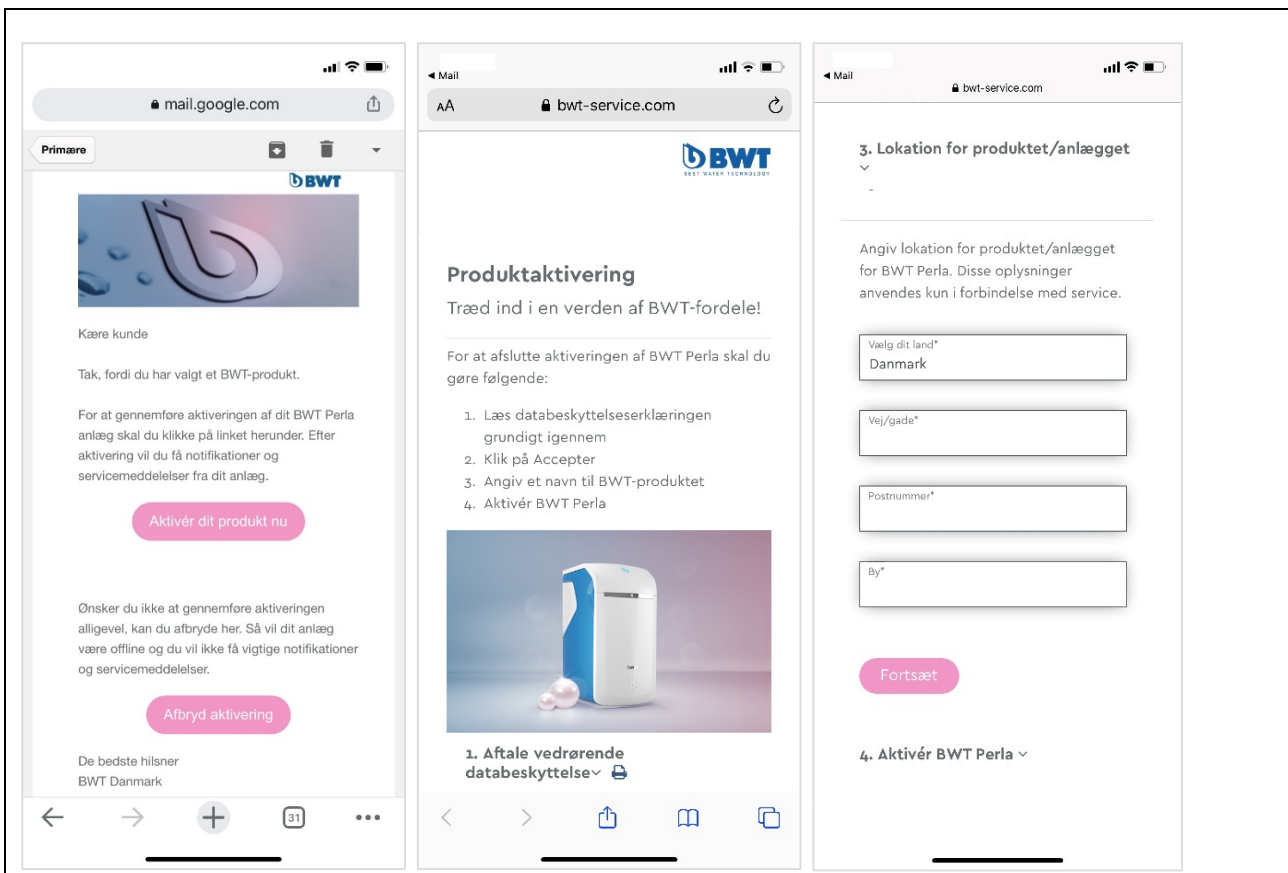 mail.google.com
Primære
BWT
Kære kunde
Tak, fordi du har valgt et BWT-produkt.
For at gennemføre aktiveringen af dit BWT Perla
anlæg skal du klikke på linket herunder. Efter
aktivering vil du få notifikationer og
servicemeddelelser fra dit anlæg.
Aktivér dit produkt nu
Ønsker du ikke at gennemføre aktiveringen
alligevel, kan du afbryde her. Så vil dit anlæg
være offline og du vil ikke få vigtige notifikationer
og servicemeddelelser.
Afbryd aktivering
De bedste hilsner
BWT Danmark
31
Mail
AA
bwt-service.com
BWT
BEST WATER TECHNOLOGY
Produktaktivering
Træd ind i en verden af BWT-fordele!
For at afslutte aktiveringen af BWT Perla skal du
gøre følgende:
1. Læs databeskyttelseserklæringen
grundigt igennem
2. Klik på Accepter
3. Angiv et navn til BWT-produktet
4. Aktivér BWT Perla
1. Aftale vedrørende
databeskyttelse
Mail
bwt-service.com
3. Lokation for produktet/anlægget
-
Angiv lokation for produktet/anlægget
for BWT Perla. Disse oplysninger
anvendes kun i forbindelse med service.
Vælg dit land*
Danmark
Vej/gade*
Postnummer*
By*
Fortsæt
4. Aktivér BWT Perla